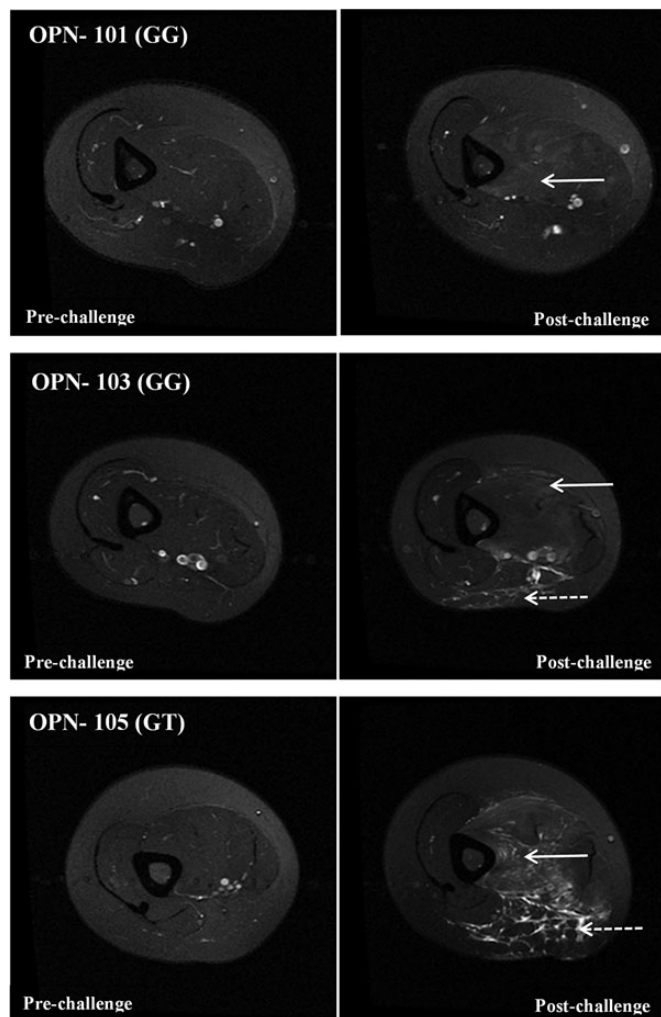 OPN- 101 (GG)
Pre-challenge
Post-challenge
OPN- 103 (GG)
Pre-challenge
Post-challenge
OPN- 105 (GT)
Pre-challenge
Post-challenge